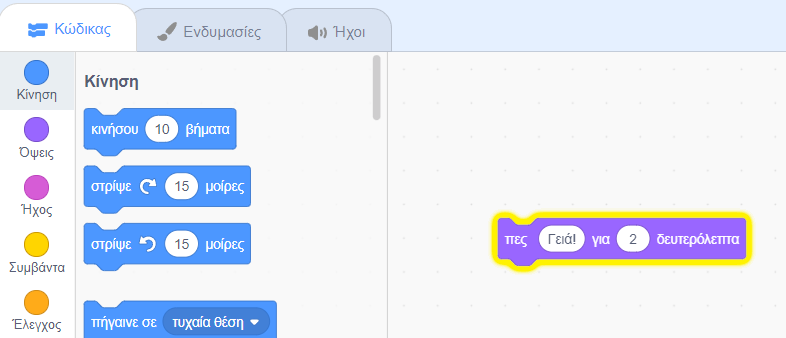 Κώδικας Ενδυμασίες Ήχοι
Κίνηση
Όψεις
Ήχος
Συμβάντα
Έλεγχος
Κίνηση
κινήσου 10 βήματα
στρίψε 15 μοίρες
στρίψε 15 μοίρες
πήγαινε σε τυχαία θέση
πες Γειά! για 2 δευτερόλεπτα